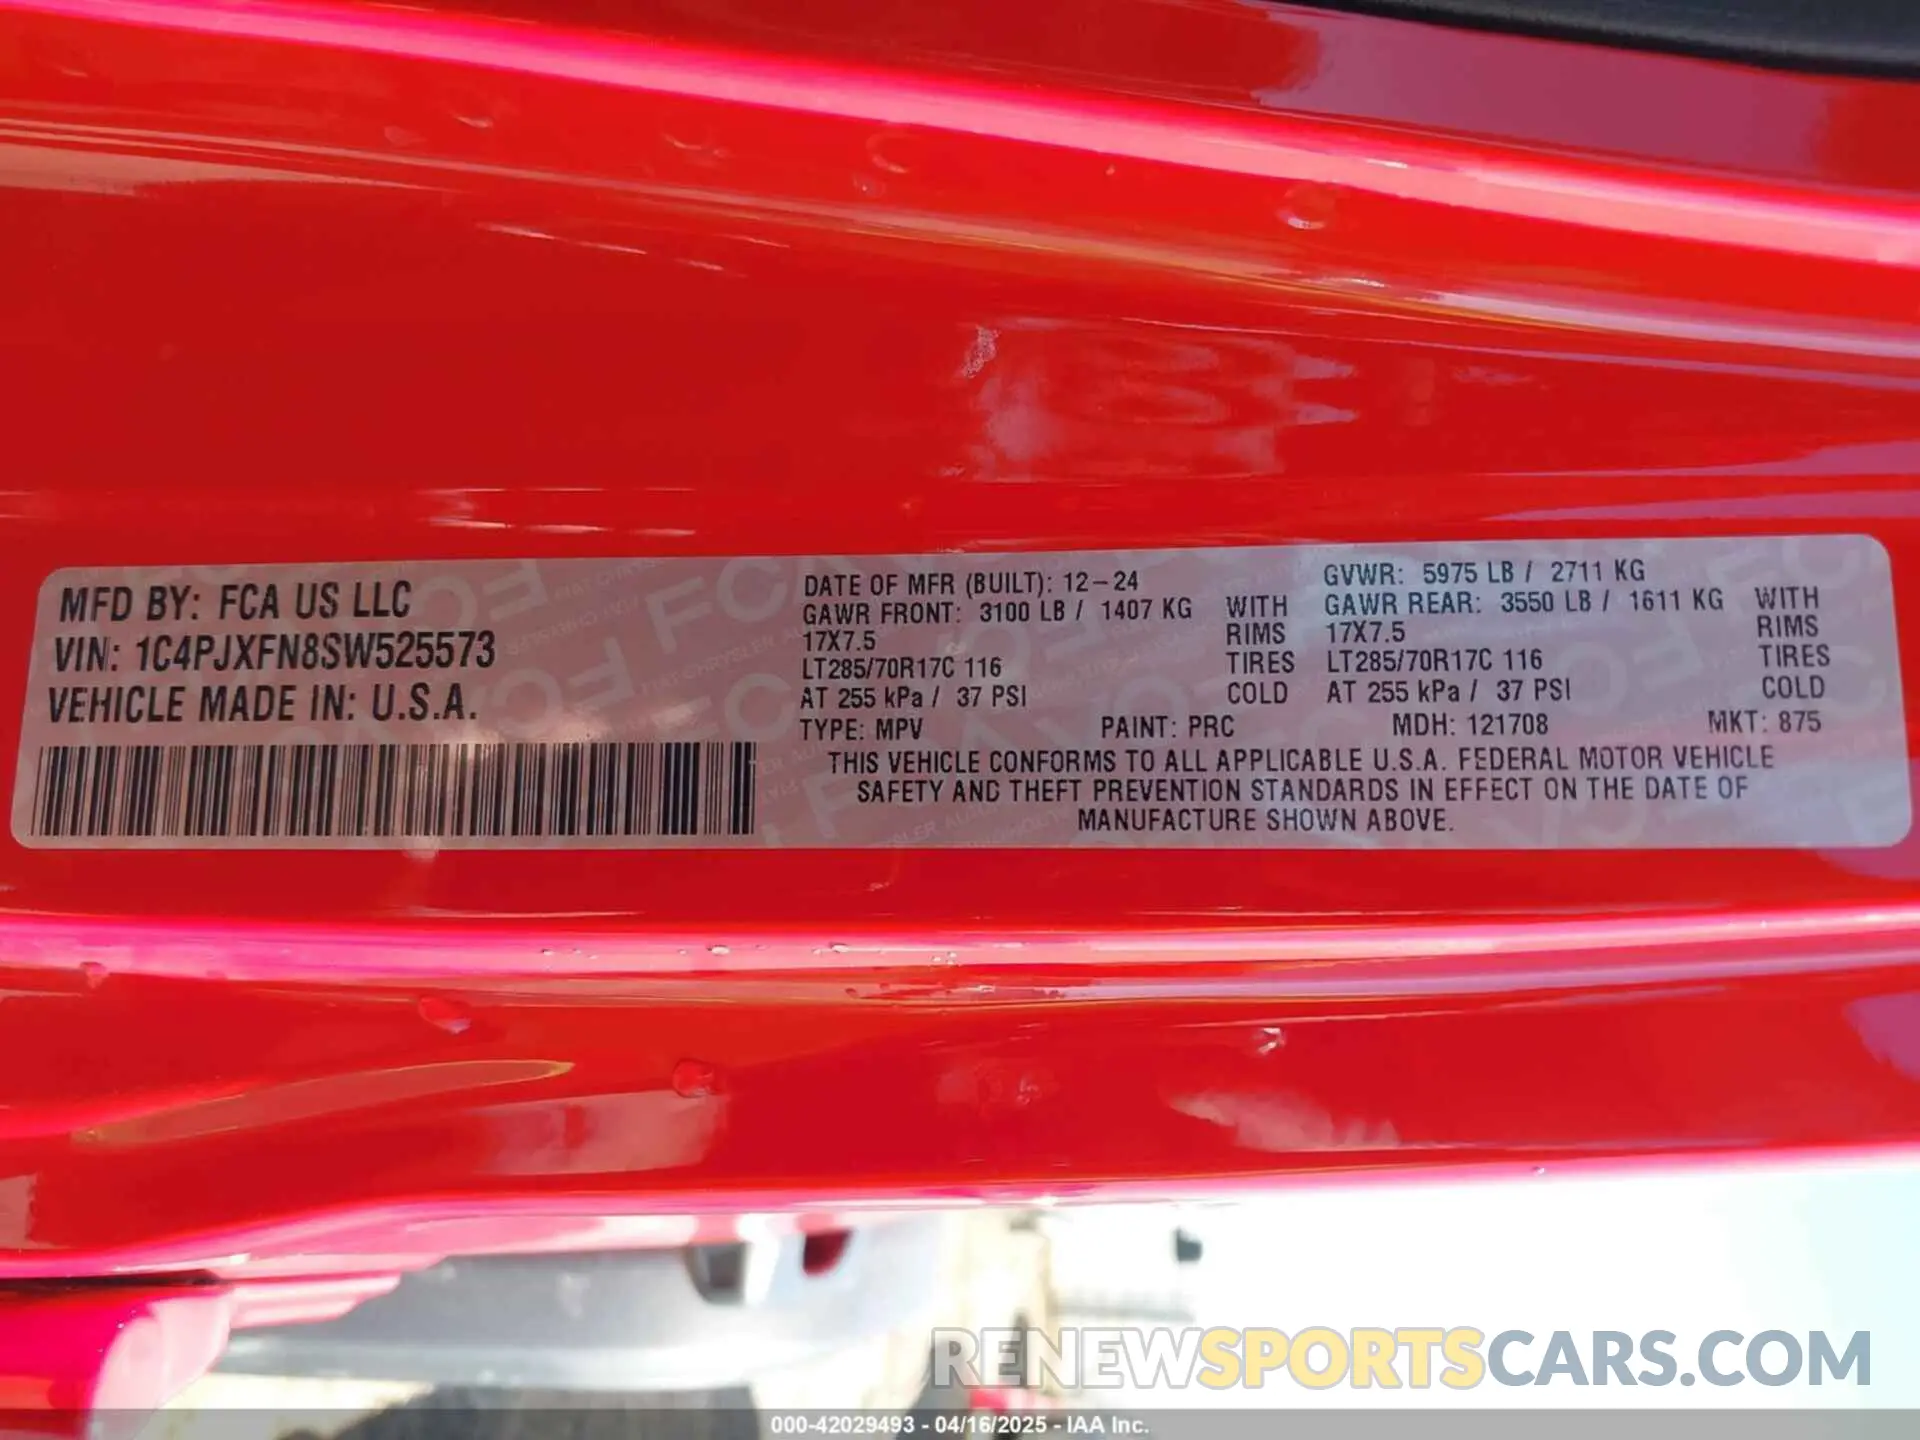 MFD BY: FCA US LLC
VIN: 1C4PJXFN8SW525573
VEHICLE MADE IN: U.S.A.
DATE OF MFR (BUILT): 12-24
GAWR FRONT: 3100 LB / 1407 KG WITH
17X7.5 RIMS
LT285/70R17C 116 TIRES
AT 255 kPa / 37 PSI COLD
GVWR: 5975 LB / 2711 KG
GAWR REAR: 3550 LB / 1611 KG WITH
17X7.5 RIMS
LT285/70R17C 116 TIRES
AT 255 kPa / 37 PSI COLD
TYPE: MPV PAINT: PRC MDH: 121708 MKT: 875
THIS VEHICLE CONFORMS TO ALL APPLICABLE U.S.A. FEDERAL MOTOR VEHICLE
SAFETY AND THEFT PREVENTION STANDARDS IN EFFECT ON THE DATE OF
MANUFACTURE SHOWN ABOVE.
RENEWSPORTSCARS.COM
000-42029493 - 04/16/2025 - IAA Inc.